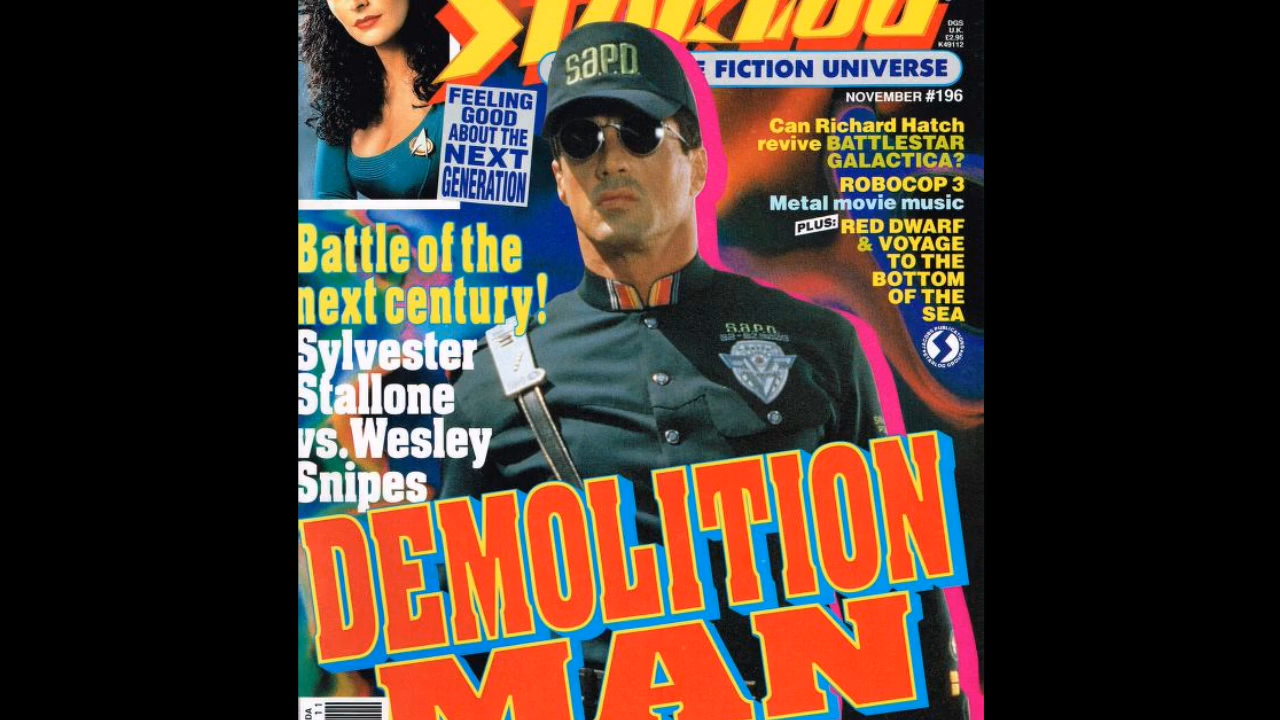 STARLOG
DGS
U.K.
£2.95
K49112
E FICTION UNIVERSE
NOVEMBER #196
S.A.P.D.
FEELING
GOOD
ABOUT THE
NEXT
GENERATION
Can Richard Hatch
revive BATTLESTAR
GALACTICA?
ROBOCOP 3
Metal movie music
PLUS: RED DWARF
& VOYAGE
TO THE
BOTTOM
OF THE
SEA
Battle of the
next century!
Sylvester
Stallone
vs. Wesley
Snipes
S.A.P.D.
DEMOLITION
MAN
11